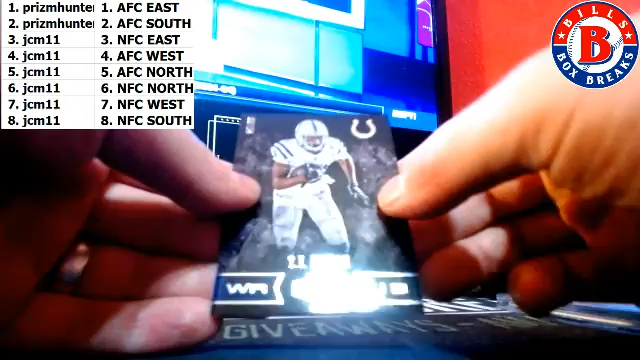 1. prizmhunter 1. AFC EAST
2. prizmhunter 2. AFC SOUTH
3. jcm11 3. NFC EAST
4. jcm11 4. AFC WEST
5. jcm11 5. AFC NORTH
6. jcm11 6. NFC NORTH
7. jcm11 7. NFC WEST
8. jcm11 8. NFC SOUTH
BILLS
B
BOX BREAKS
ESPN
WR
GIVEAWAYS